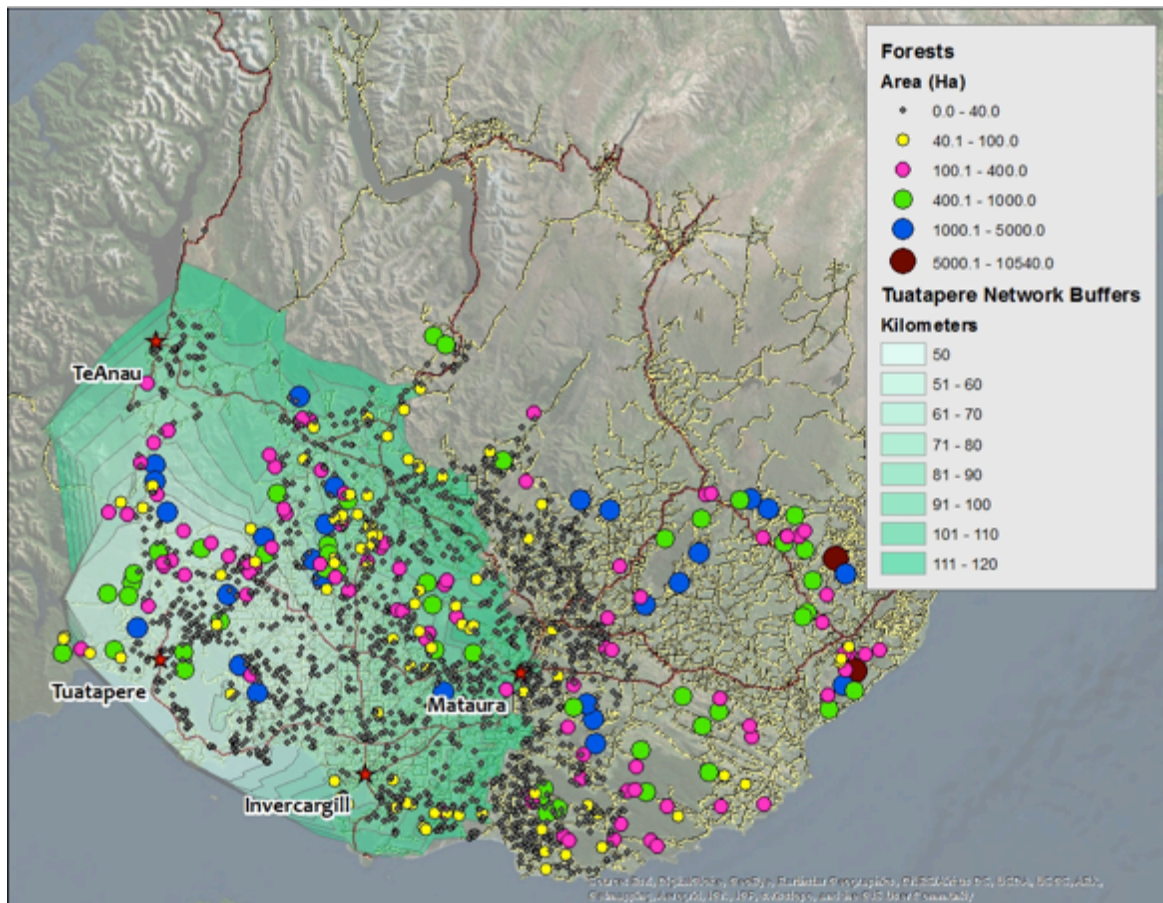 Forests
Area (Ha)
0.0 - 40.0
40.1 - 100.0
100.1 - 400.0
400.1 - 1000.0
1000.1 - 5000.0
5000.1 - 10540.0
Tuatapere Network Buffers
Kilometers
50
51 - 60
61 - 70
71 - 80
81 - 90
91 - 100
101 - 110
111 - 120
TeAnau
Tuatapere
Mataura
Invercargill